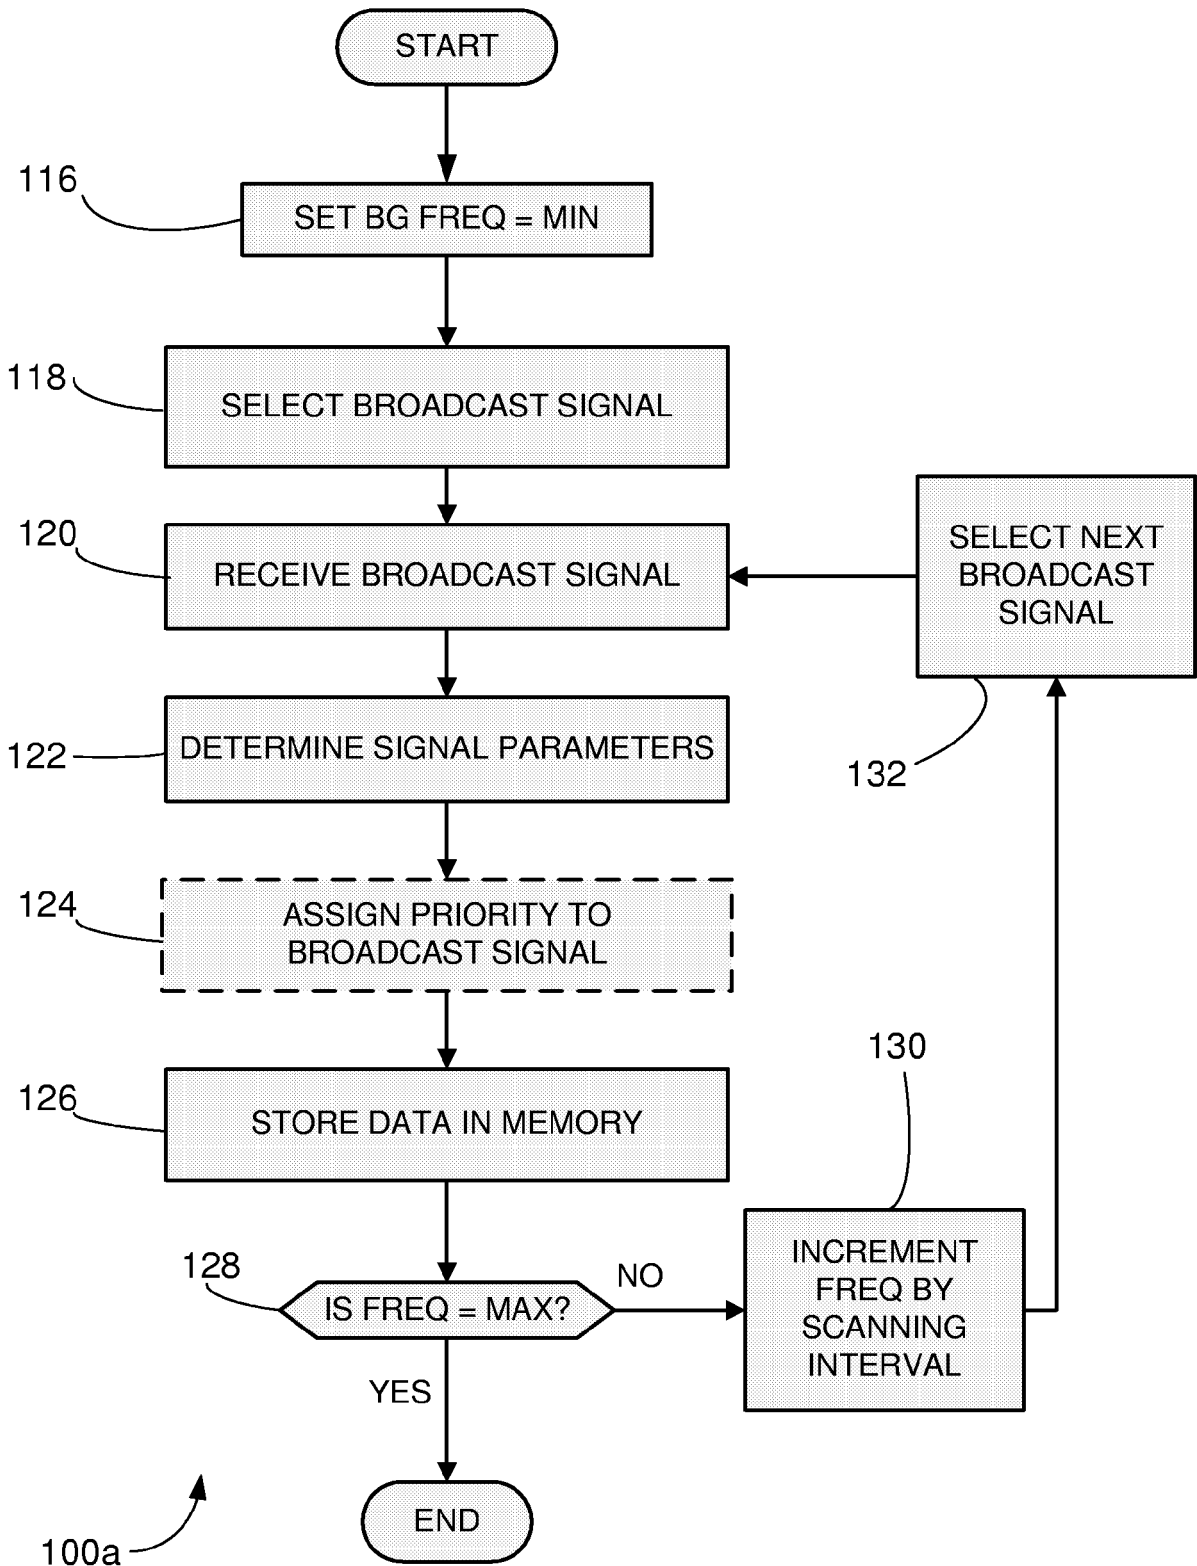 START
116
SET BG FREQ = MIN
118
SELECT BROADCAST SIGNAL
120
RECEIVE BROADCAST SIGNAL
SELECT NEXT
BROADCAST
SIGNAL
132
122
DETERMINE SIGNAL PARAMETERS
124
ASSIGN PRIORITY TO
BROADCAST SIGNAL
126
STORE DATA IN MEMORY
128
IS FREQ = MAX?
NO
130
INCREMENT
FREQ BY
SCANNING
INTERVAL
YES
END
100a